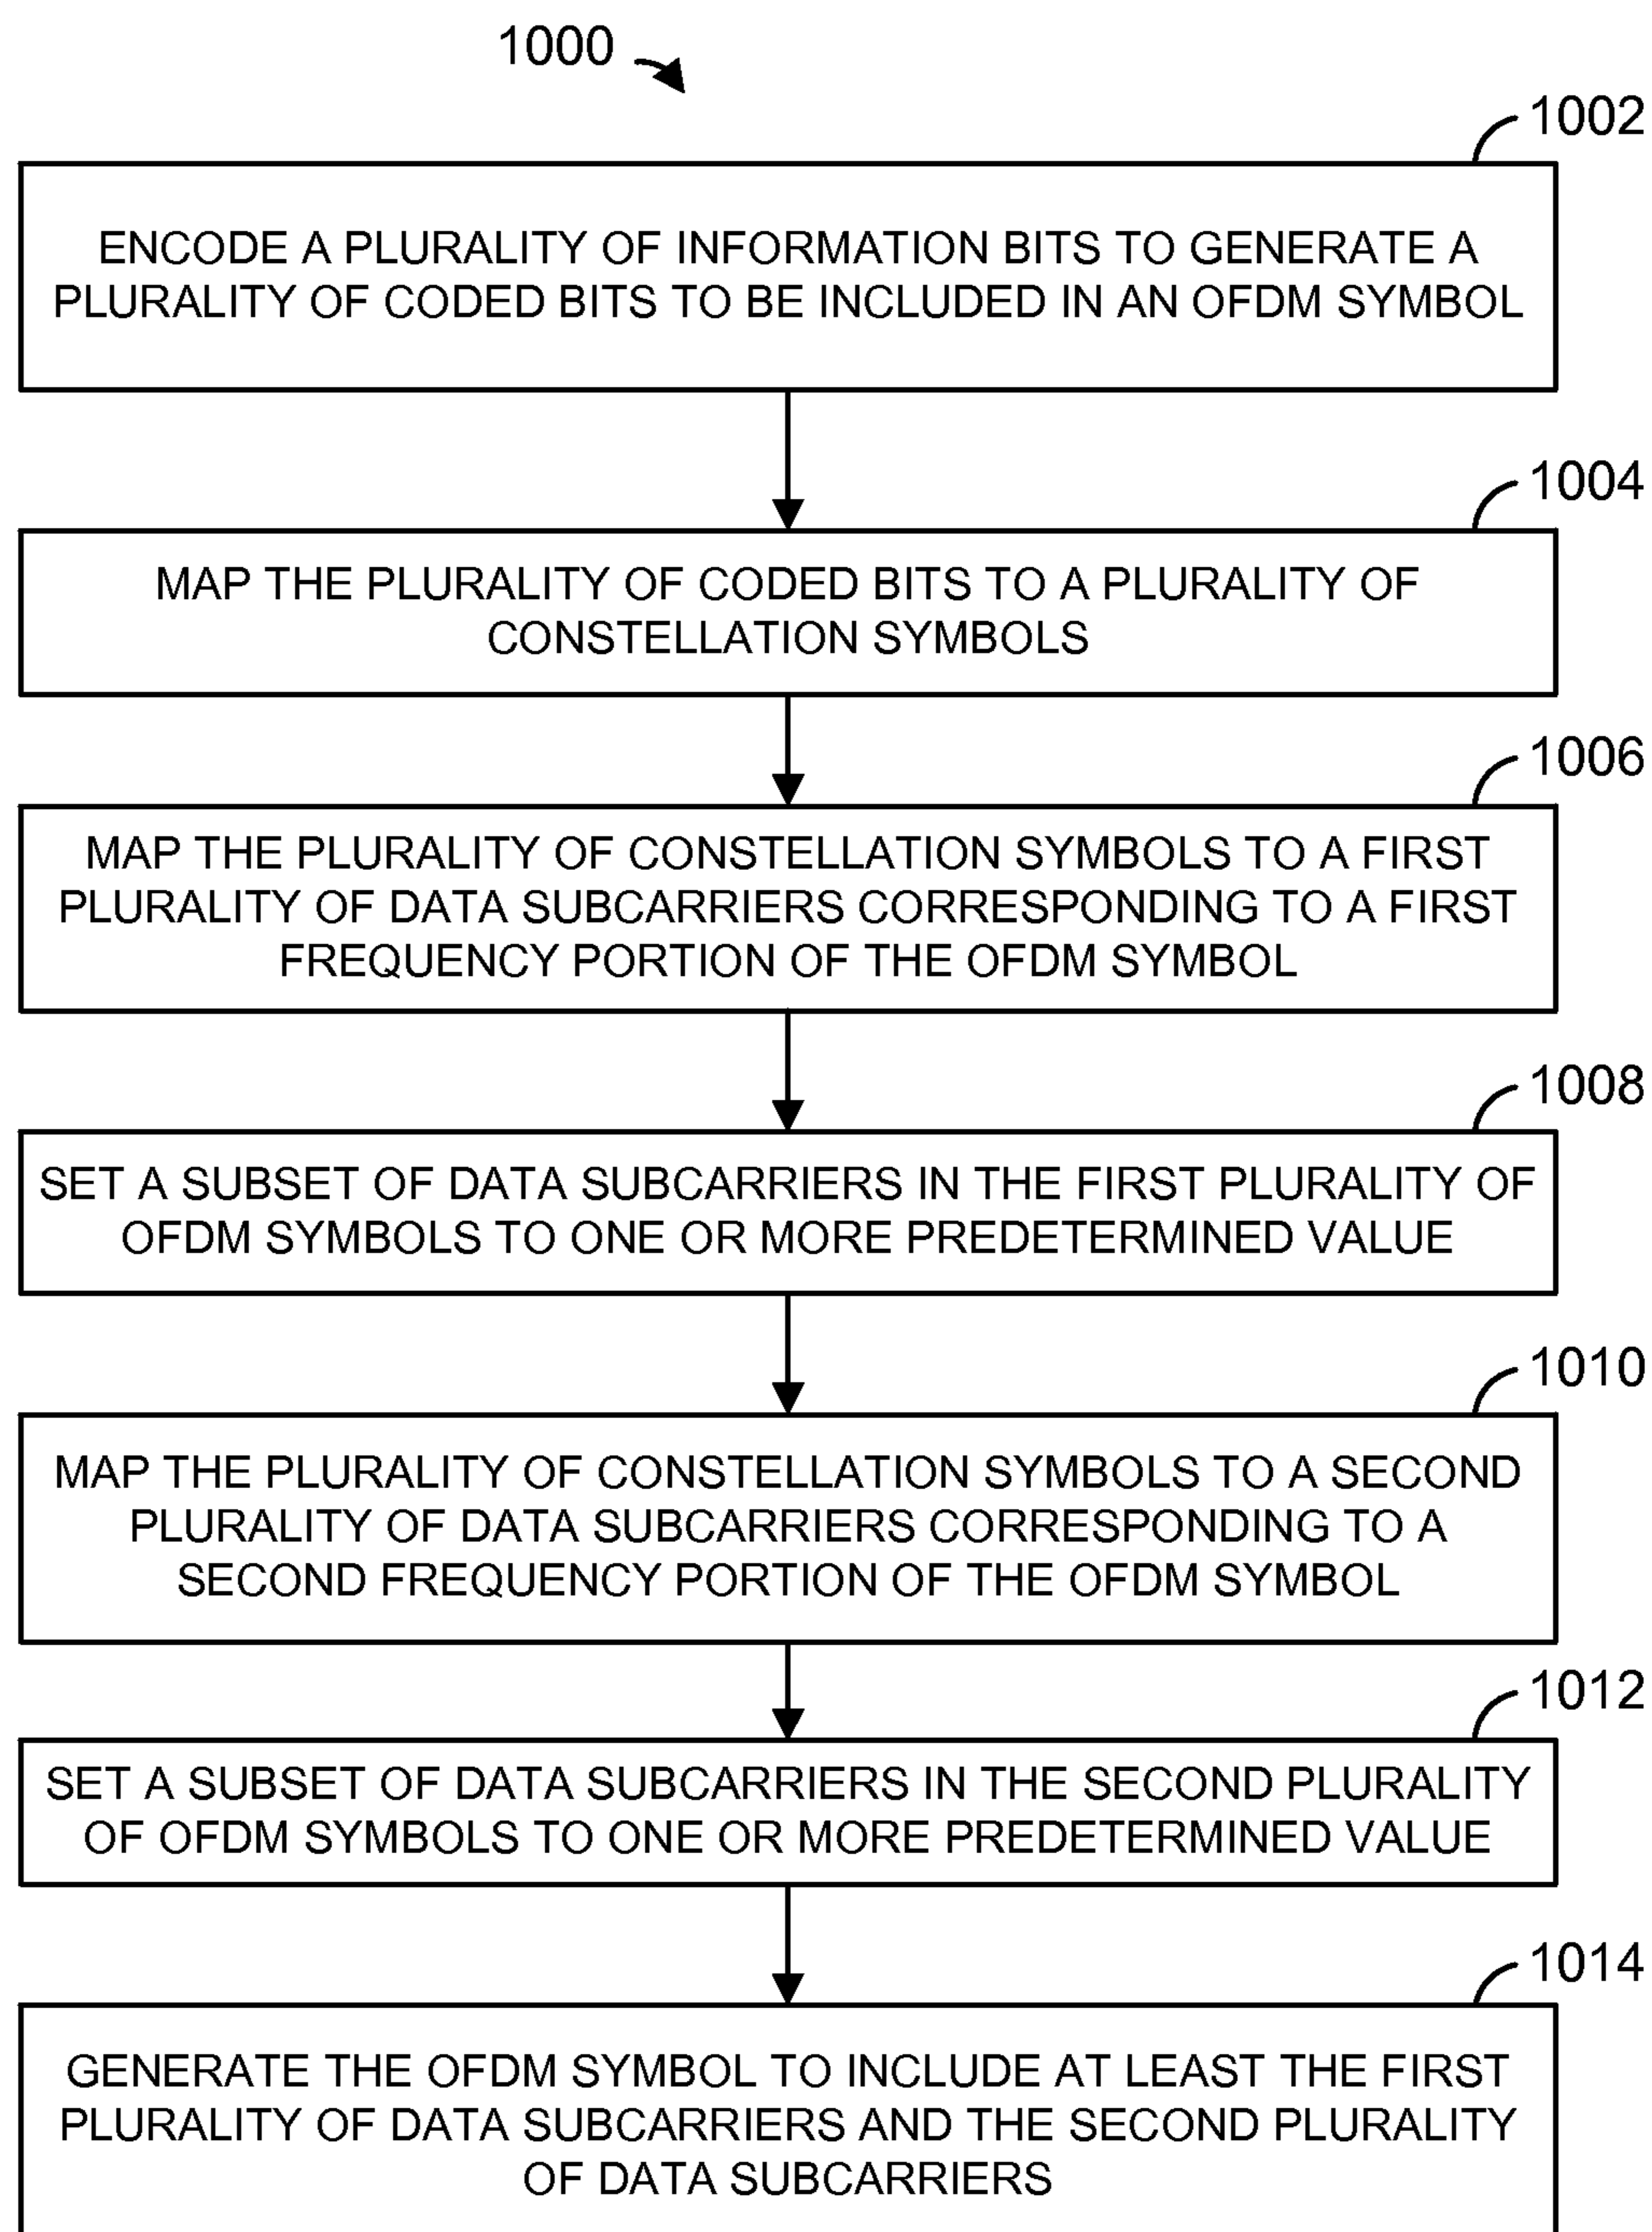 1000
1002
ENCODE A PLURALITY OF INFORMATION BITS TO GENERATE A
PLURALITY OF CODED BITS TO BE INCLUDED IN AN OFDM SYMBOL
1004
MAP THE PLURALITY OF CODED BITS TO A PLURALITY OF
CONSTELLATION SYMBOLS
1006
MAP THE PLURALITY OF CONSTELLATION SYMBOLS TO A FIRST
PLURALITY OF DATA SUBCARRIERS CORRESPONDING TO A FIRST
FREQUENCY PORTION OF THE OFDM SYMBOL
1008
SET A SUBSET OF DATA SUBCARRIERS IN THE FIRST PLURALITY OF
OFDM SYMBOLS TO ONE OR MORE PREDETERMINED VALUE
1010
MAP THE PLURALITY OF CONSTELLATION SYMBOLS TO A SECOND
PLURALITY OF DATA SUBCARRIERS CORRESPONDING TO A
SECOND FREQUENCY PORTION OF THE OFDM SYMBOL
1012
SET A SUBSET OF DATA SUBCARRIERS IN THE SECOND PLURALITY
OF OFDM SYMBOLS TO ONE OR MORE PREDETERMINED VALUE
1014
GENERATE THE OFDM SYMBOL TO INCLUDE AT LEAST THE FIRST
PLURALITY OF DATA SUBCARRIERS AND THE SECOND PLURALITY
OF DATA SUBCARRIERS